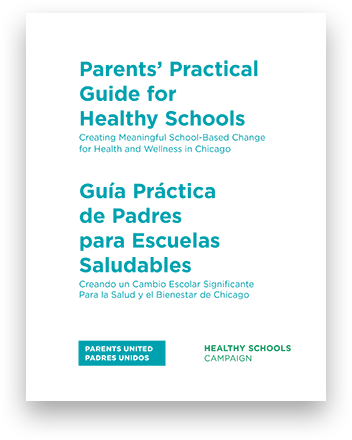 Parents' Practical
Guide for
Healthy Schools
Creating Meaningful School-Based Change
for Health and Wellness in Chicago
Guía Práctica
de Padres
para Escuelas
Saludables
Creando un Cambio Escolar Significante
Para la Salud y el Bienestar de Chicago
PARENTS UNITED
PADRES UNIDOS
HEALTHY SCHOOLS
CAMPAIGN